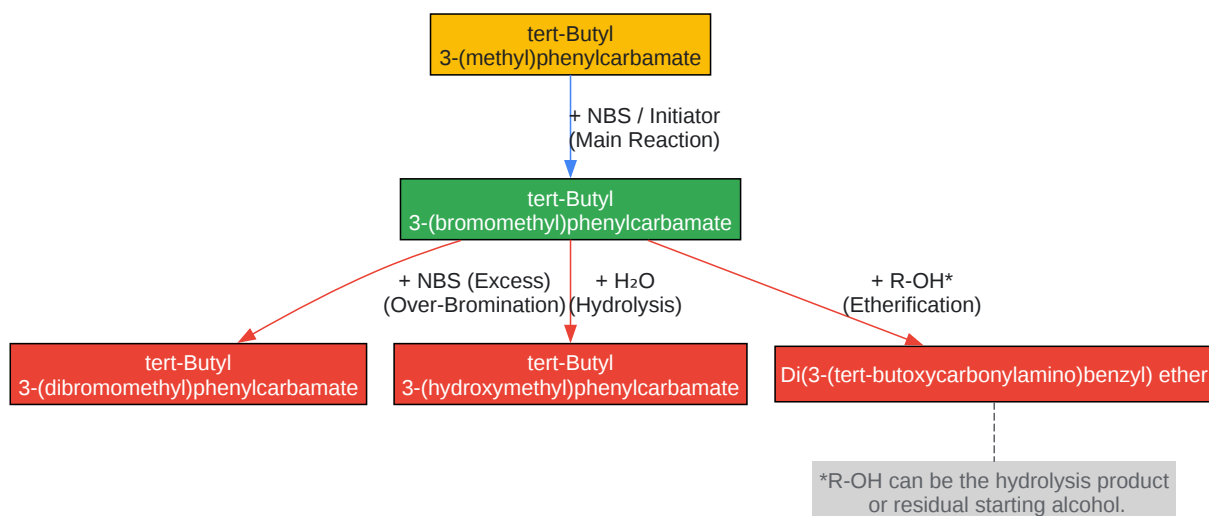 tert-Butyl
3-(methyl)phenylcarbamate
+ NBS / Initiator
(Main Reaction)
tert-Butyl
3-(bromomethyl)phenylcarbamate
+ NBS (Excess)
(Over-Bromination)
+ H₂O
(Hydrolysis)
+ R-OH*
(Etherification)
tert-Butyl
3-(dibromomethyl)phenylcarbamate
tert-Butyl
3-(hydroxymethyl)phenylcarbamate
Di(3-(tert-butoxycarbonylamino)benzyl) ether
*R-OH can be the hydrolysis product
or residual starting alcohol.